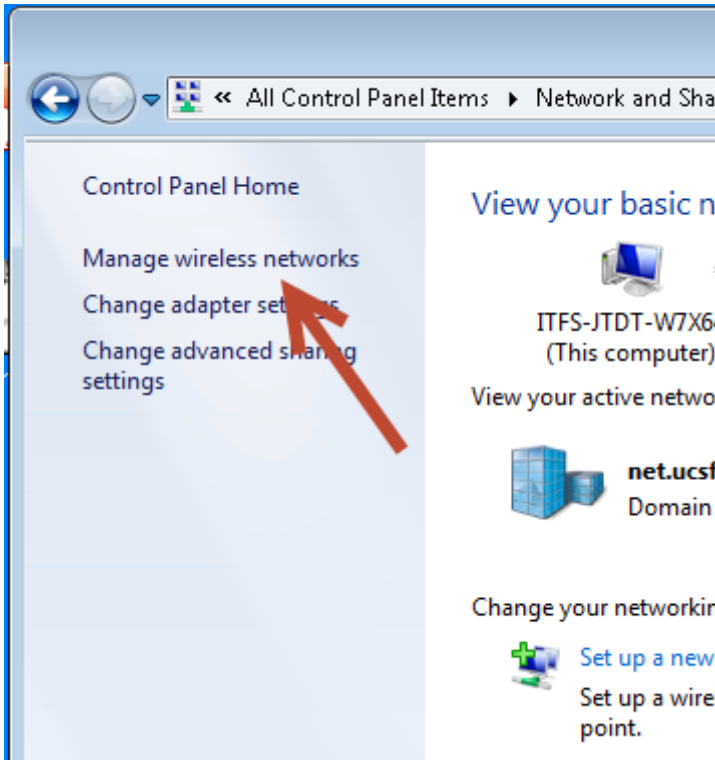 « All Control Panel Items ▸ Network and Sha
Control Panel Home
Manage wireless networks
Change adapter settings
Change advanced sharing
settings
View your basic n
ITFS-JTDT-W7X6
(This computer)
View your active netwo
net.ucsf
Domain
Change your networkin
Set up a new
Set up a wire
point.